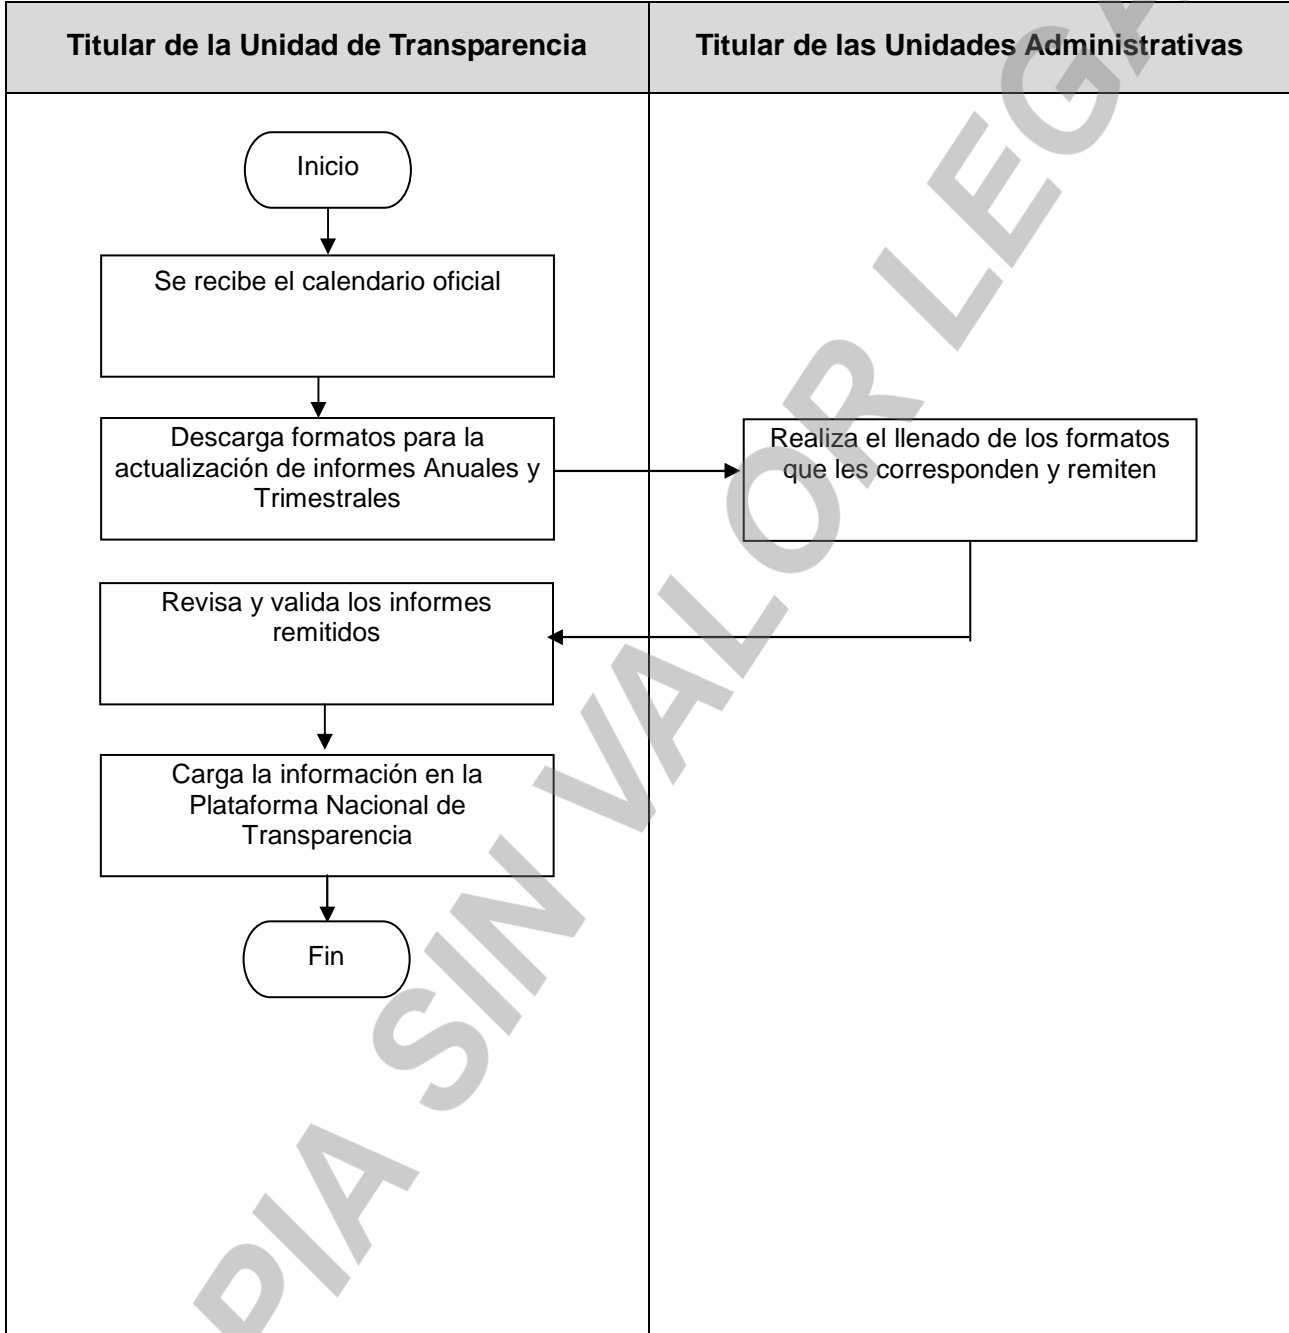 Titular de la Unidad de Transparencia
Titular de las Unidades Administrativas
Inicio
Se recibe el calendario oficial
Descarga formatos para la
actualización de informes Anuales y
Trimestrales
Realiza el llenado de los formatos
que les corresponden y remiten
Revisa y valida los informes
remitidos
Carga la información en la
Plataforma Nacional de
Transparencia
Fin
PIA SIN VALOR LEGA